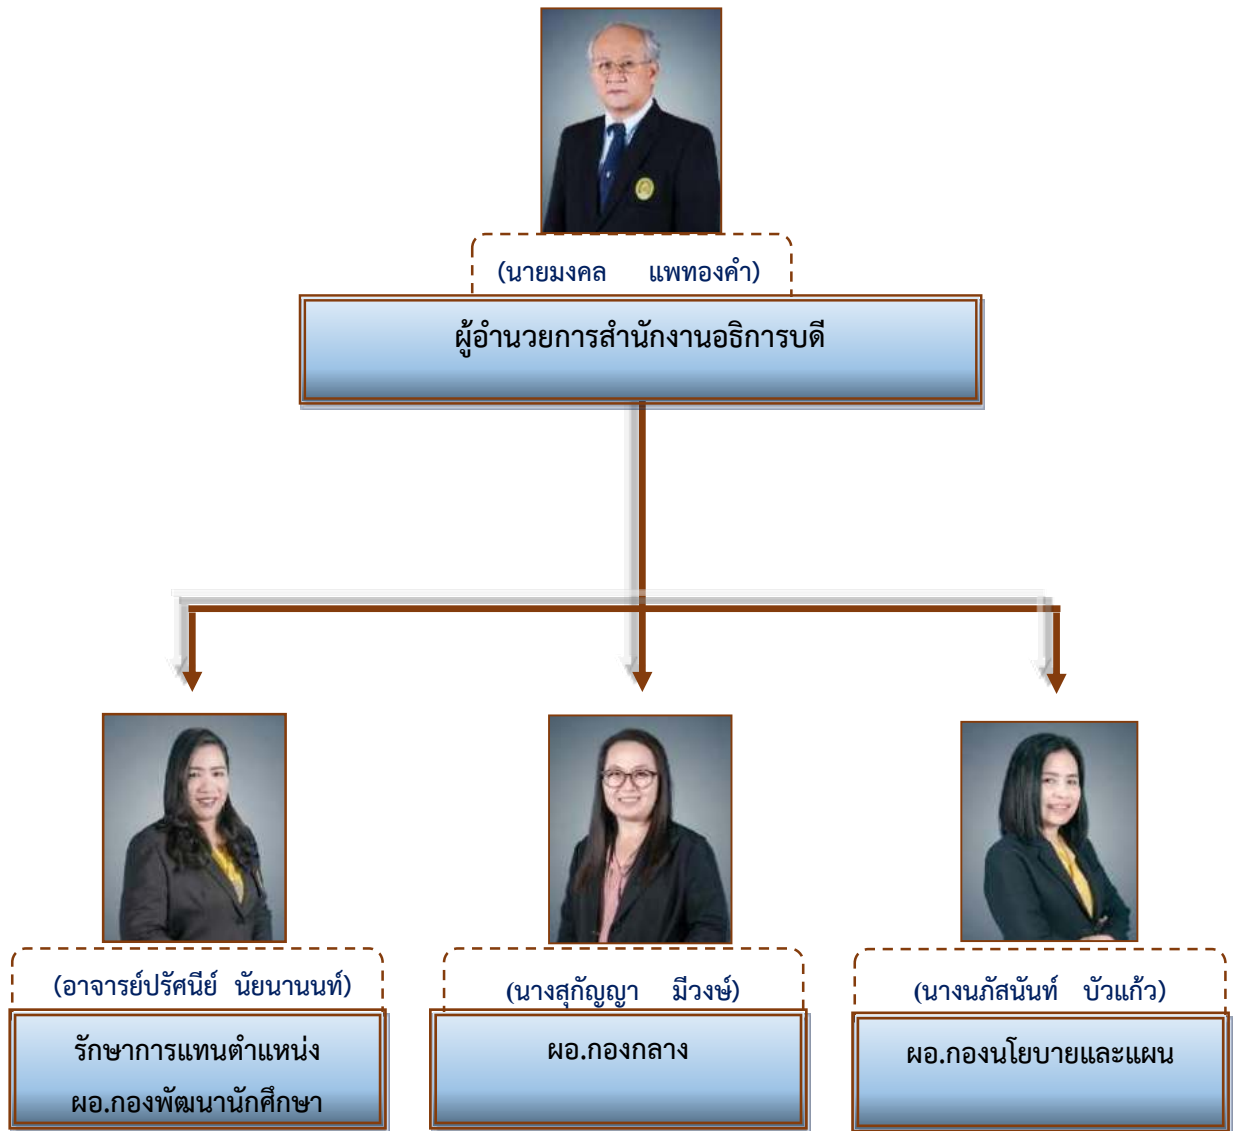 (นายมงคล แพทองคำ)
ผู้อำนวยการสำนักงานอธิการบดี
(อาจารย์ปรัศนีย์ นัยนานนท์)
รักษาการแทนตำแหน่ง
ผอ.กองพัฒนานักศึกษา
(นางสุกัญญา มีวงษ์)
ผอ.กองกลาง
(นางนภัสนันท์ บัวแก้ว)
ผอ.กองนโยบายและแผน